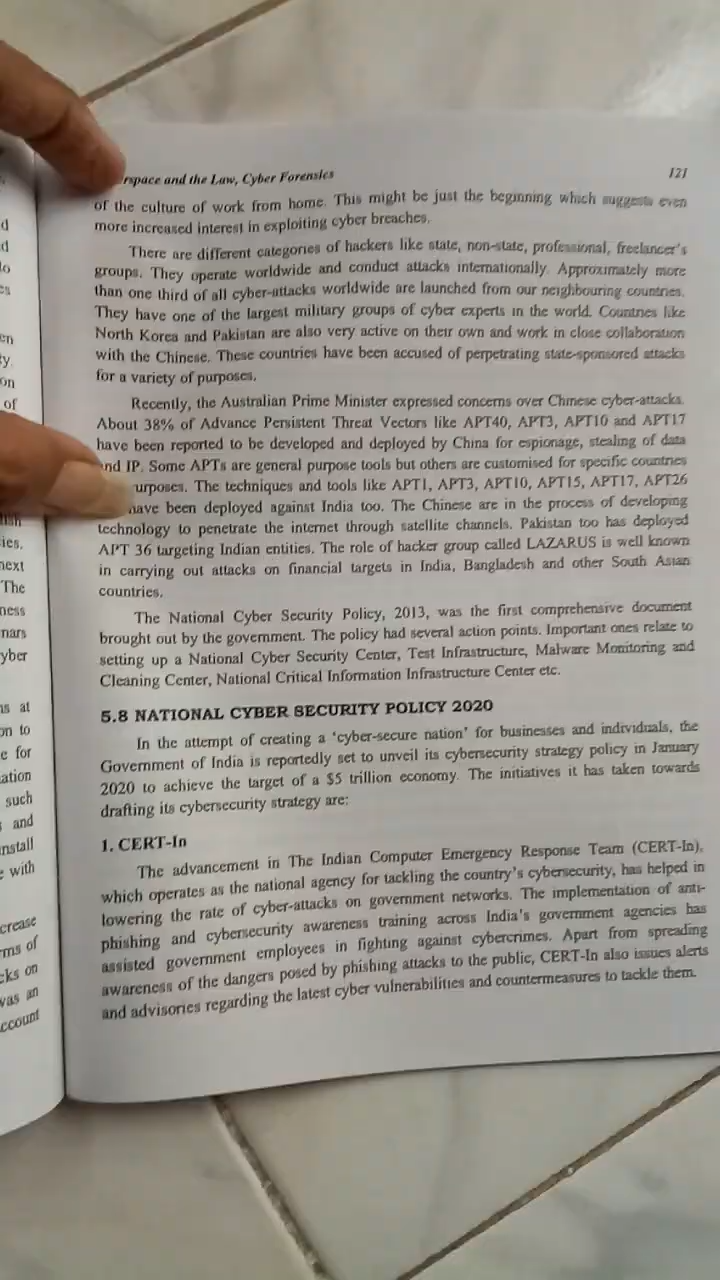 rspace and the Law, Cyber Forensics
121
of the culture of work from home. This might be just the beginning which suggests even
more increased interest in exploiting cyber breaches.
There are different categories of hackers like state, non-state, professional, freelancer's
groups. They operate worldwide and conduct attacks internationally. Approximately more
than one third of all cyber-attacks worldwide are launched from our neighbouring countries.
They have one of the largest military groups of cyber experts in the world. Countries like
North Korea and Pakistan are also very active on their own and work in close collaboration
with the Chinese. These countries have been accused of perpetrating state-sponsored attacks
for a variety of purposes.
Recently, the Australian Prime Minister expressed concerns over Chinese cyber-attacks.
About 38% of Advance Persistent Threat Vectors like APT40, APT3, APT10 and APT17
have been reported to be developed and deployed by China for espionage, stealing of data
nd IP. Some APTs are general purpose tools but others are customised for specific countries
urposes. The techniques and tools like APT1, APT3, APT10, APT15, APT17, APT26
have been deployed against India too. The Chinese are in the process of developing
technology to penetrate the internet through satellite channels. Pakistan too has deployed
APT 36 targeting Indian entities. The role of hacker group called LAZARUS is well known
in carrying out attacks on financial targets in India, Bangladesh and other South Asian
countries.
The National Cyber Security Policy, 2013, was the first comprehensive document
brought out by the government. The policy had several action points. Important ones relate to
setting up a National Cyber Security Center, Test Infrastructure, Malware Monitoring and
Cleaning Center, National Critical Information Infrastructure Center etc.
5.8 NATIONAL CYBER SECURITY POLICY 2020
In the attempt of creating a 'cyber-secure nation' for businesses and individuals, the
Government of India is reportedly set to unveil its cybersecurity strategy policy in January
2020 to achieve the target of a $5 trillion economy. The initiatives it has taken towards
drafting its cybersecurity strategy are:
1. CERT-In
The advancement in The Indian Computer Emergency Response Team (CERT-In),
which operates as the national agency for tackling the country's cybersecurity, has helped in
lowering the rate of cyber-attacks on government networks. The implementation of anti-
phishing and cybersecurity awareness training across India's government agencies has
assisted government employees in fighting against cybercrimes. Apart from spreading
awareness of the dangers posed by phishing attacks to the public, CERT-In also issues alerts
and advisories regarding the latest cyber vulnerabilities and countermeasures to tackle them.